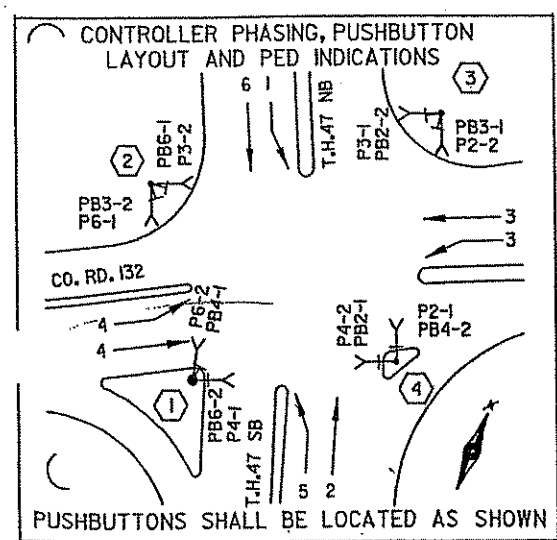 CONTROLLER PHASING, PUSHBUTTON
LAYOUT AND PED INDICATIONS
6 1
T.H.47 NB
3
P3-1
PB2-2
PB3-1
P2-2
2
PB6-1
P3-2
PB3-2
P6-1
3
3
CO. RD. 132
4
4
P6-2
PB4-1
P4-2
PB2-1
P2-1
PB4-2
1
PB6-2
P4-1
4
T.H.47 SB
5 2
PUSHBUTTONS SHALL BE LOCATED AS SHOWN